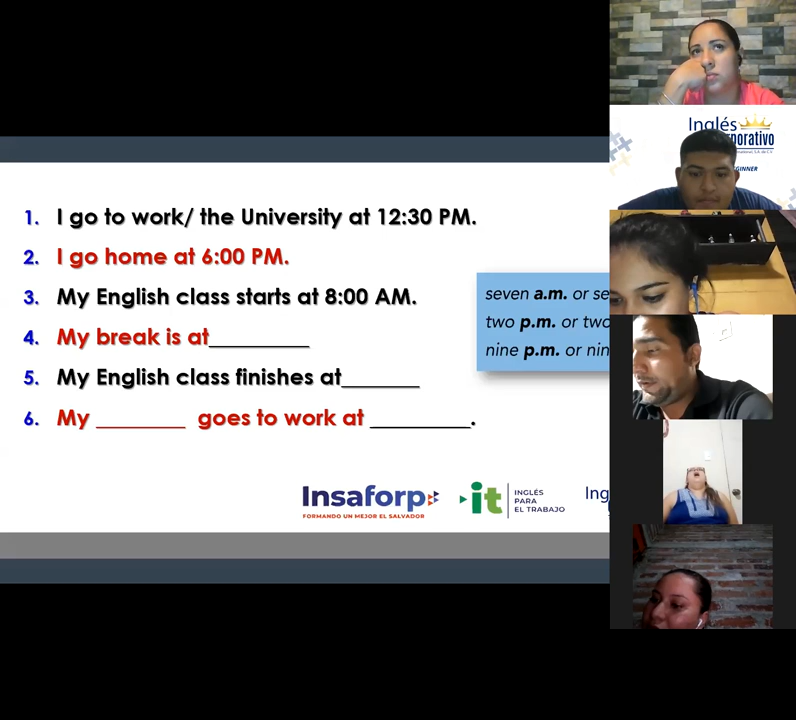 1. I go to work/ the University at 12:30 PM.
2. I go home at 6:00 PM.
3. My English class starts at 8:00 AM.
4. My break is at_________
5. My English class finishes at_______
6. My ________ goes to work at _________.
seven a.m. or se
two p.m. or two
nine p.m. or nin
Insaforp
FORMANDO UN MEJOR EL SALVADOR
it
INGLÉS
PARA
EL TRABAJO
Ing
Inglés
porativo
GINNER